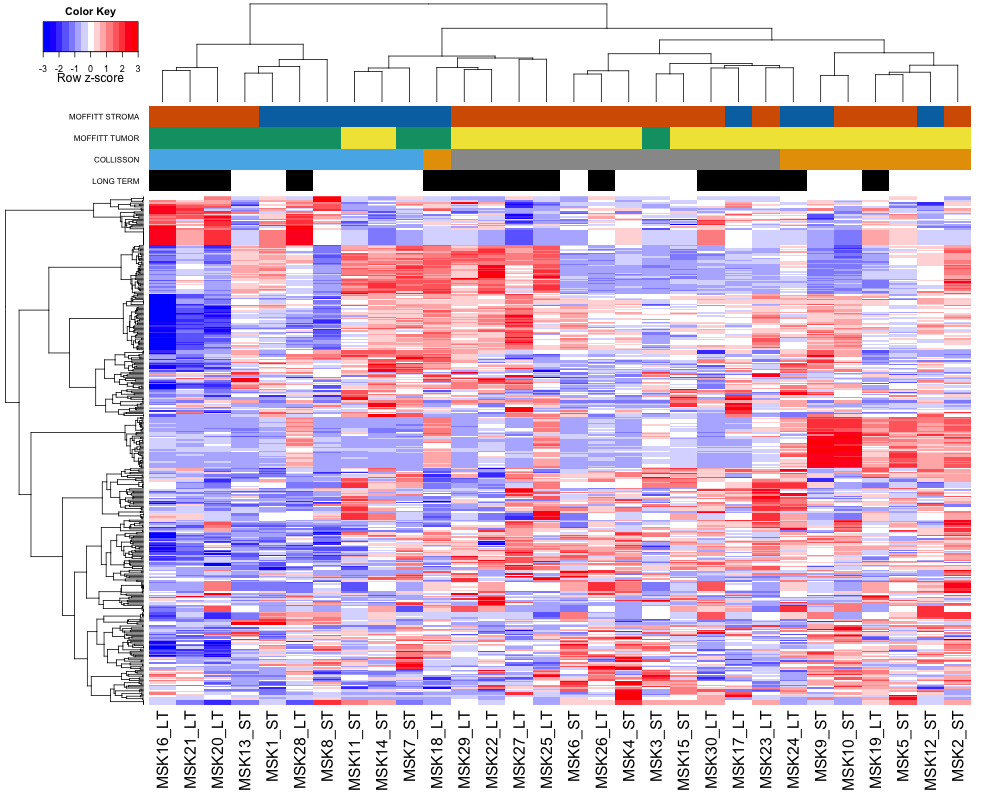 Color Key
-3 -2 -1 0 1 2 3
Row z-score
MOFFITT STROMA
MOFFITT TUMOR
COLLISSON
LONG TERM
MSK16_LT
MSK21_LT
MSK20_LT
MSK13_ST
MSK1_ST
MSK28_LT
MSK8_ST
MSK11_ST
MSK14_ST
MSK7_ST
MSK18_LT
MSK29_LT
MSK22_LT
MSK27_LT
MSK25_LT
MSK6_ST
MSK26_LT
MSK4_ST
MSK3_ST
MSK15_ST
MSK30_LT
MSK17_LT
MSK23_LT
MSK24_LT
MSK9_ST
MSK10_ST
MSK19_LT
MSK5_ST
MSK12_ST
MSK2_ST